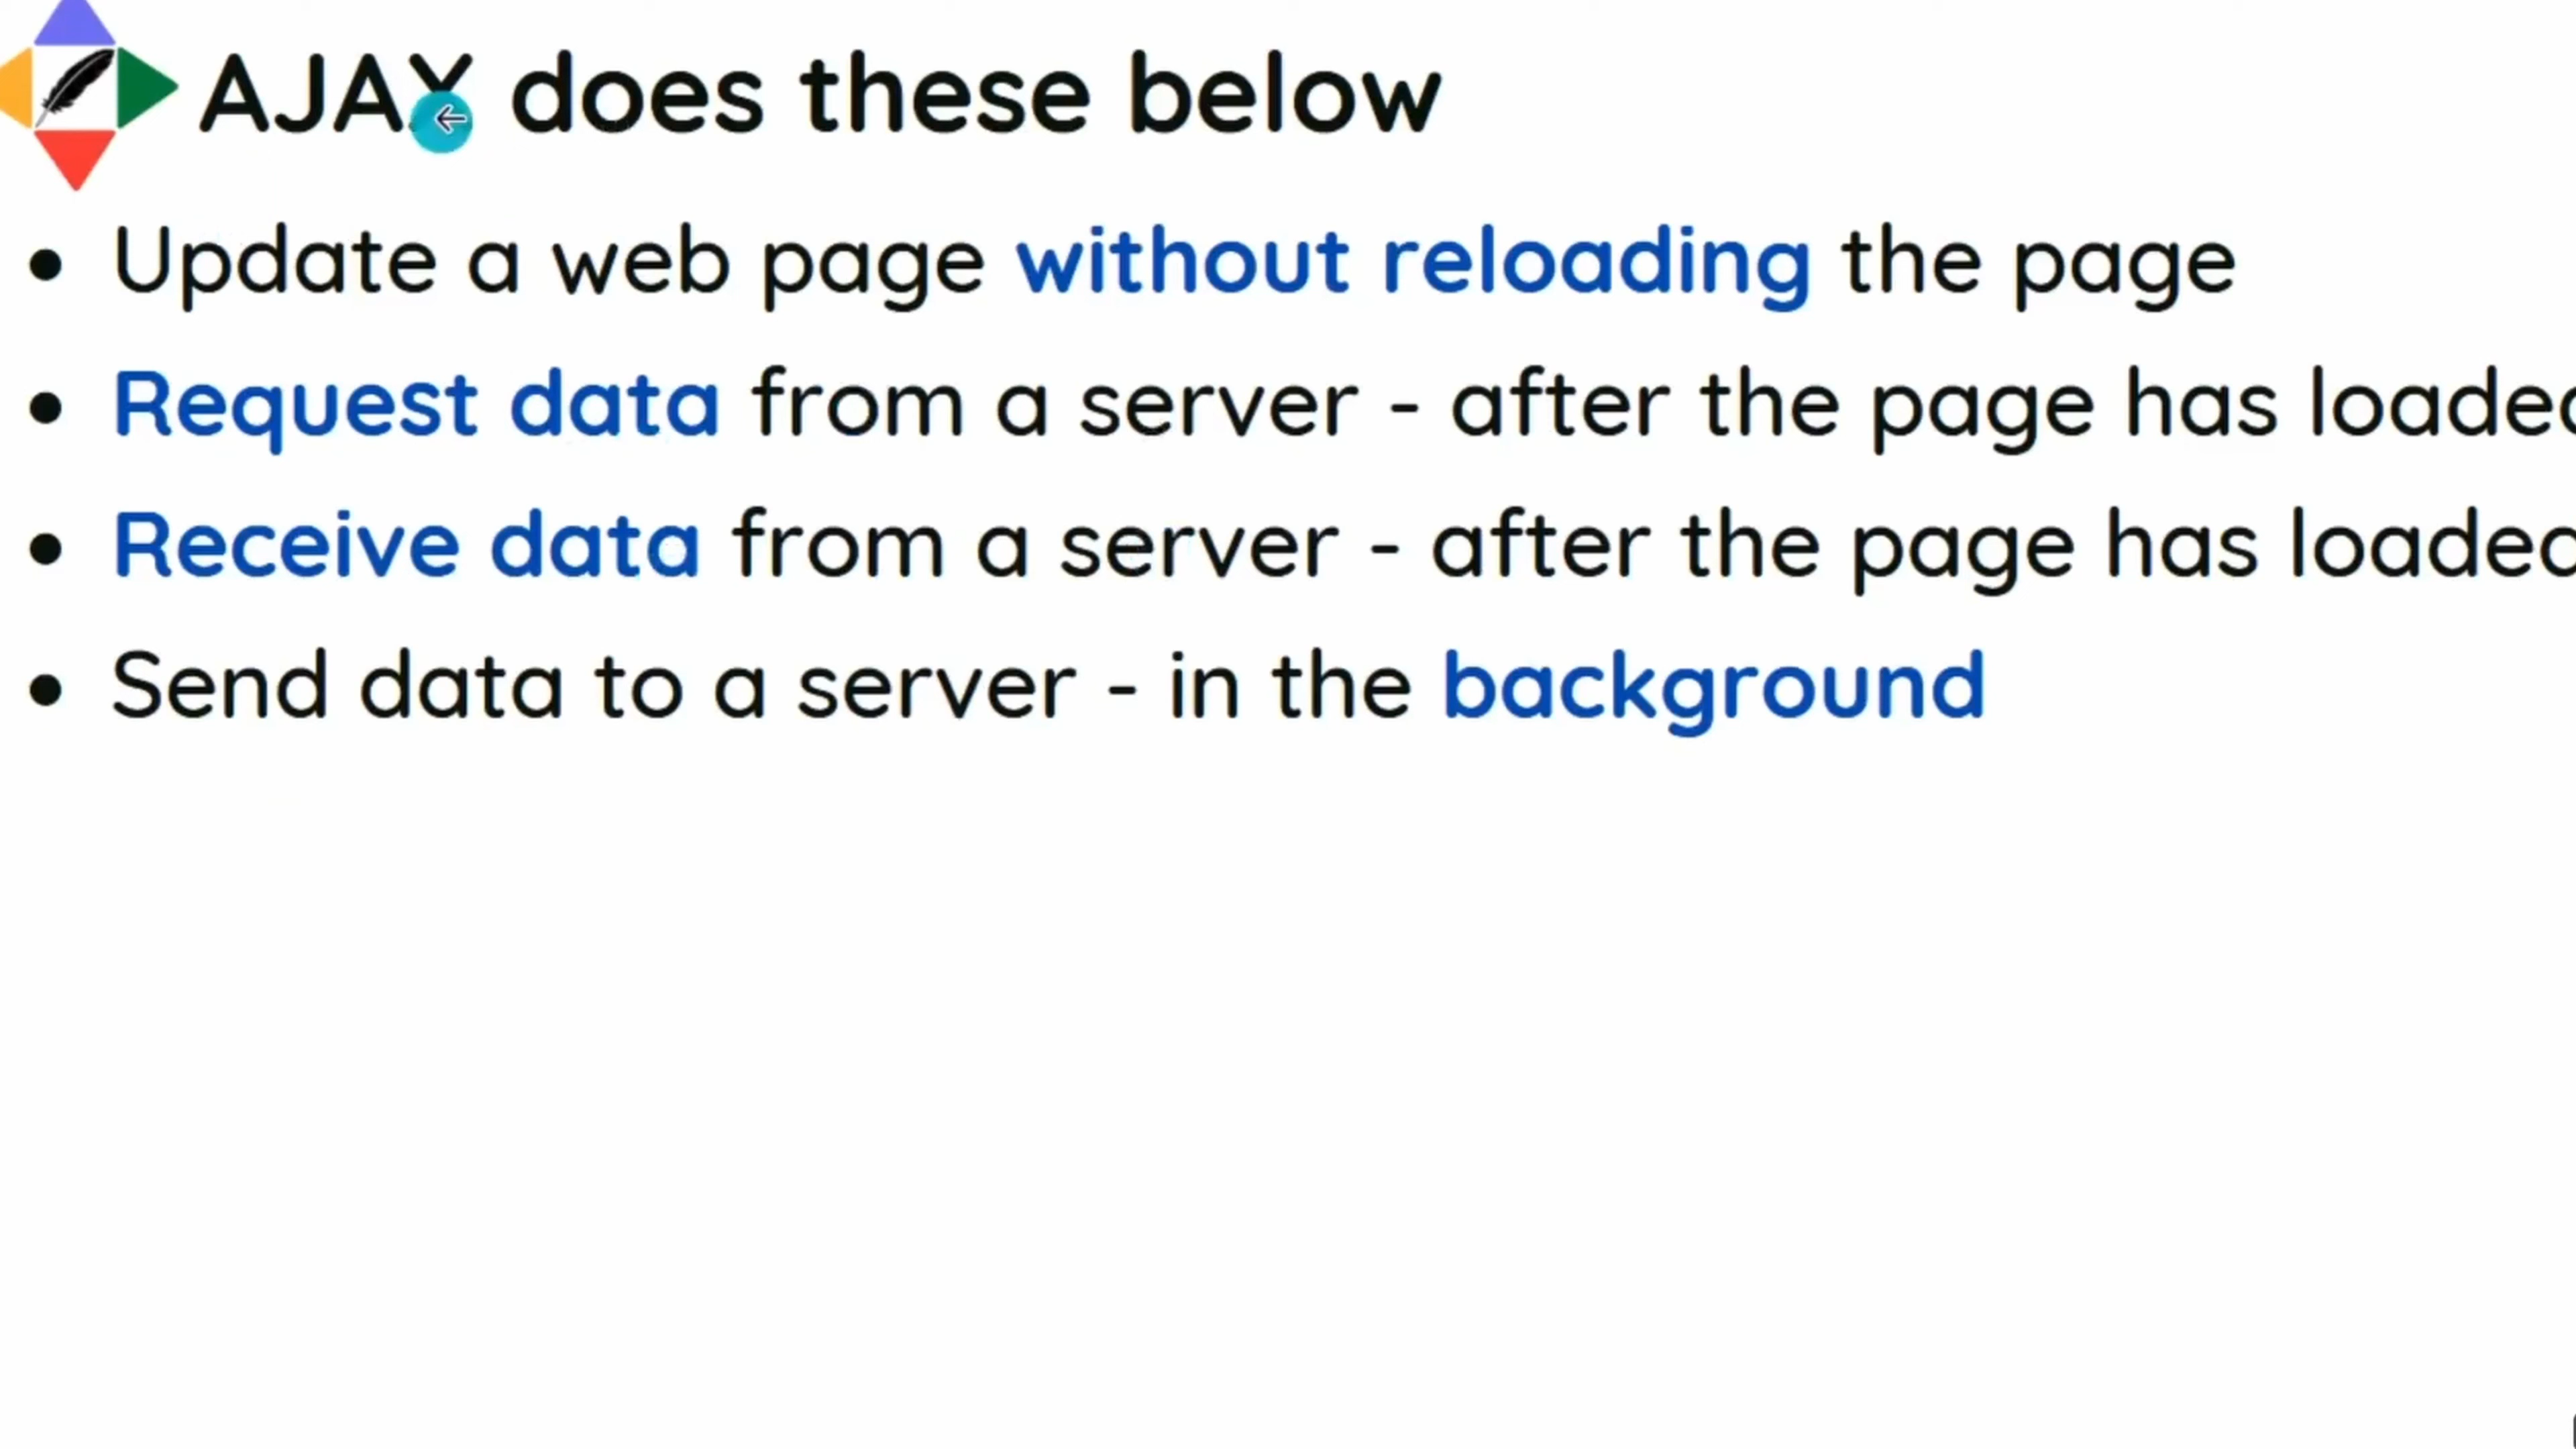 AJAX does these below
• Update a web page without reloading the page
• Request data from a server - after the page has loaded
• Receive data from a server - after the page has loaded
• Send data to a server - in the background